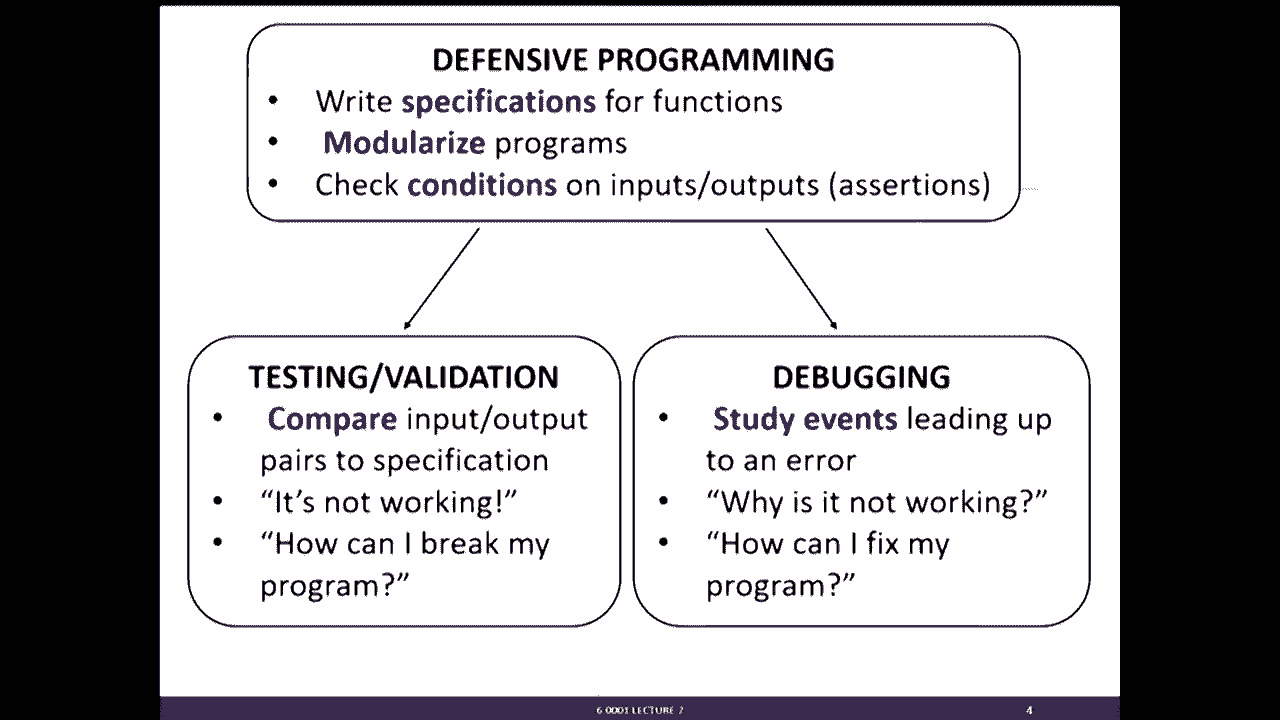 DEFENSIVE PROGRAMMING
• Write specifications for functions
• Modularize programs
• Check conditions on inputs/outputs (assertions)
TESTING/VALIDATION
• Compare input/output
pairs to specification
• “It’s not working!”
• “How can I break my
program?”
DEBUGGING
• Study events leading up
to an error
• “Why is it not working?”
• “How can I fix my
program?”
6.0001 LECTURE 7
4